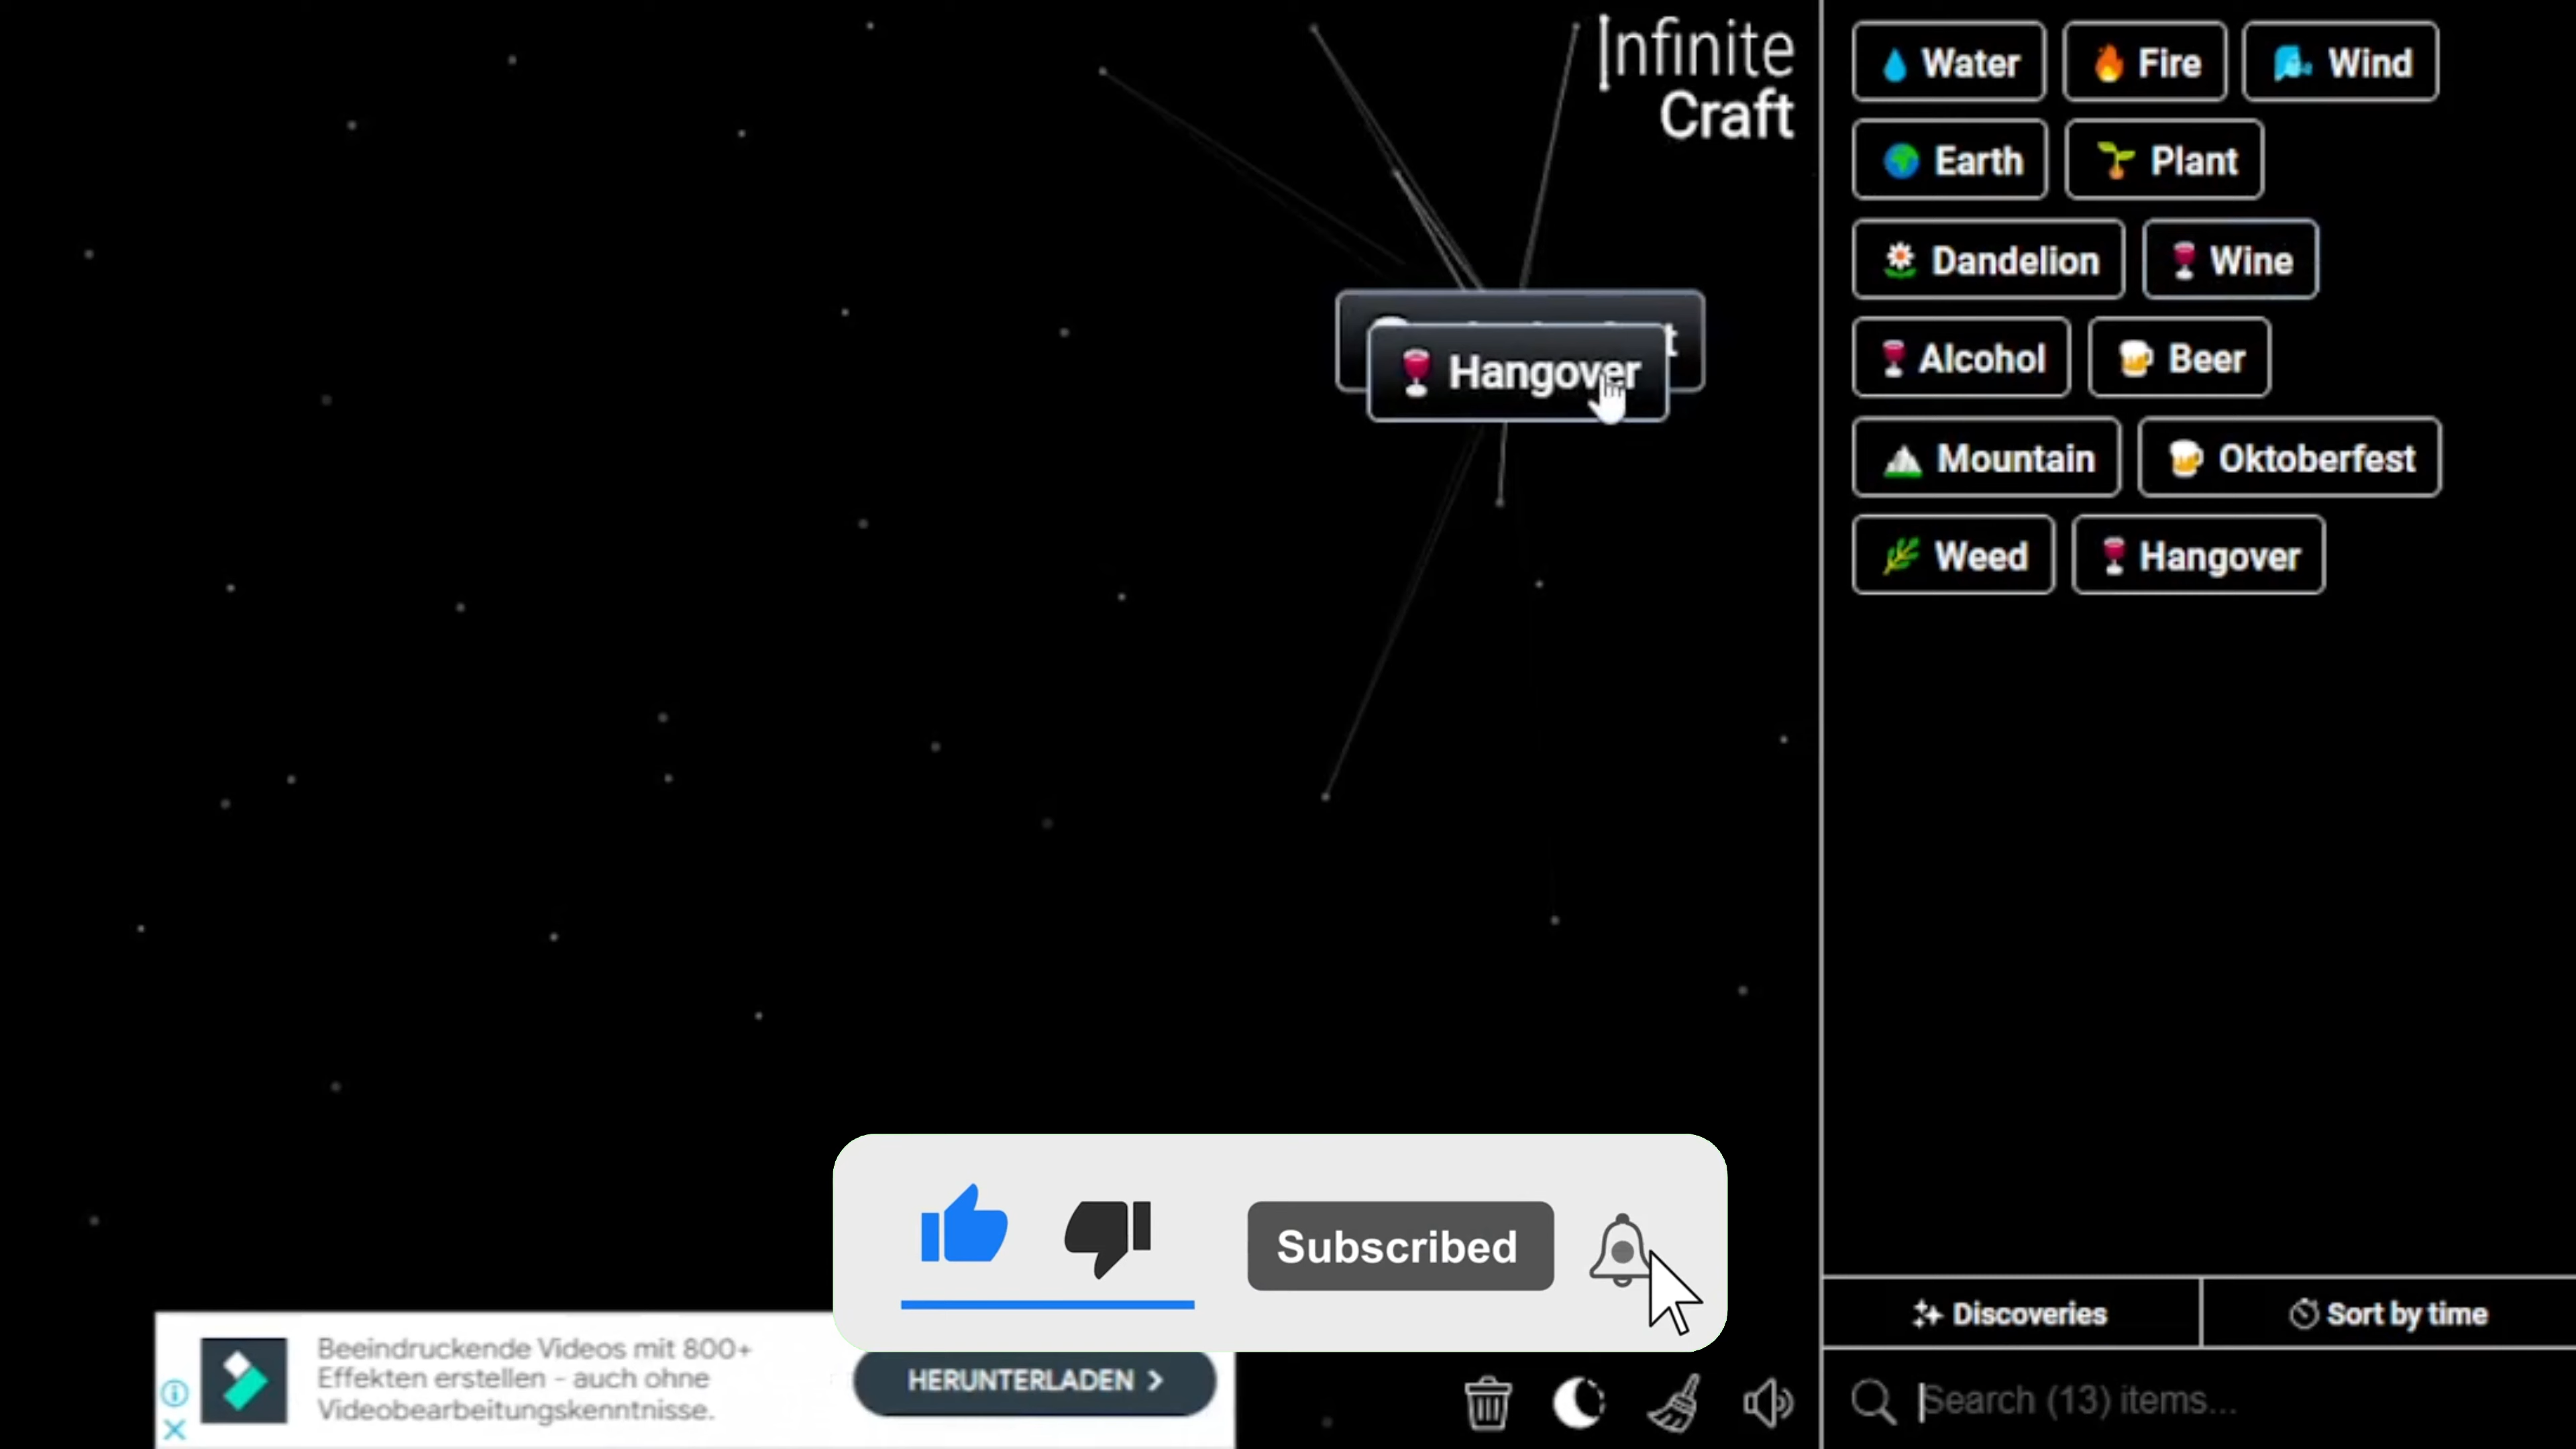 Infinite
Craft
Hangover
t
Water
Fire
Wind
Earth
Plant
Dandelion
Wine
Alcohol
Beer
Mountain
Oktoberfest
Weed
Hangover
Subscribed
Beeindruckende Videos mit 800+
Effekten erstellen - auch ohne
Videobearbeitungskenntnisse.
HERUNTERLADEN >
Discoveries
Sort by time
Search (13) items...